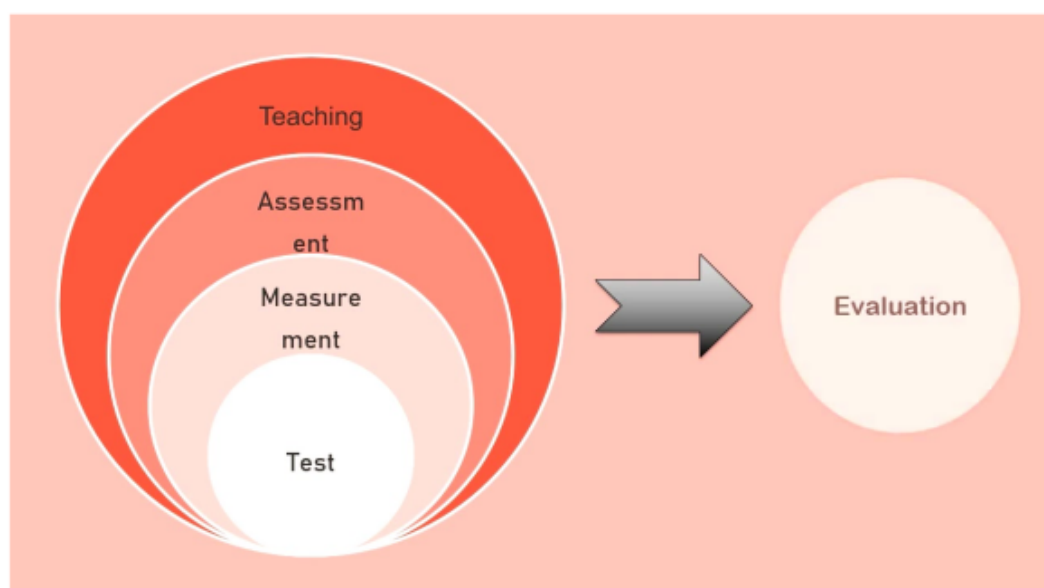 Teaching
Assessm
ent
Measure
ment
Test
Evaluation